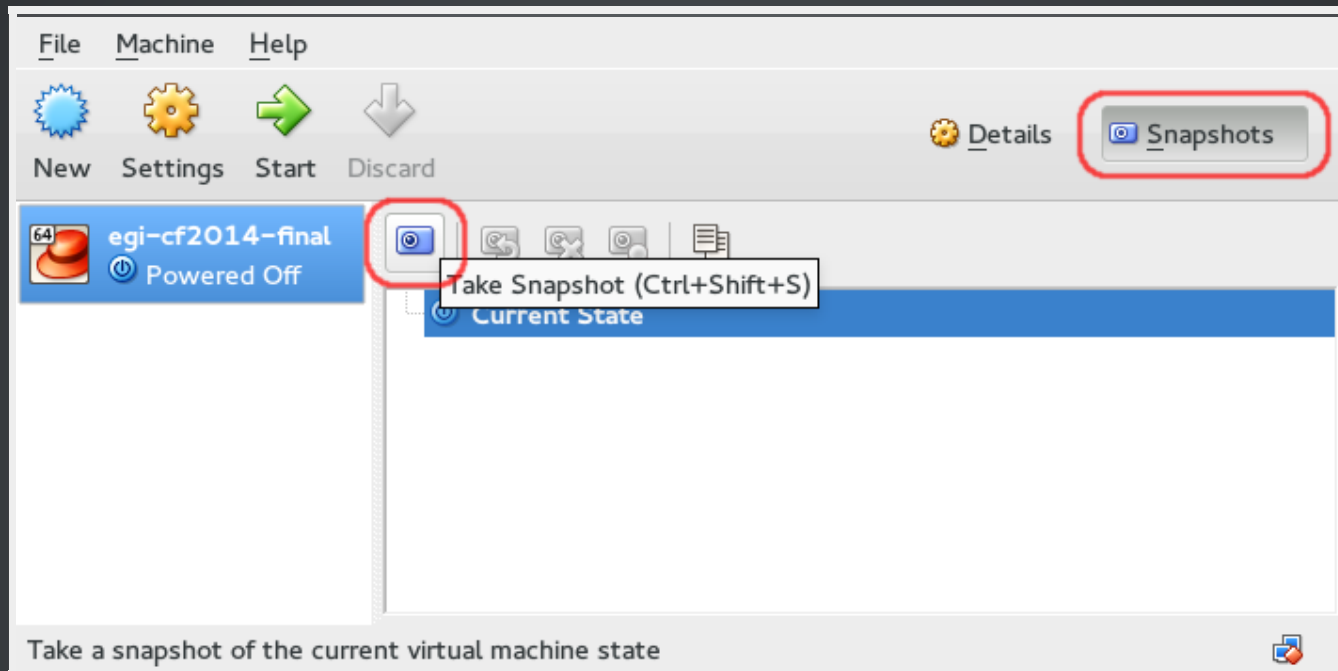 File Machine Help
New Settings Start Discard
Details Snapshots
64
egi-cf2014-final
Powered Off
Take Snapshot (Ctrl+Shift+S)
Current State
Take a snapshot of the current virtual machine state